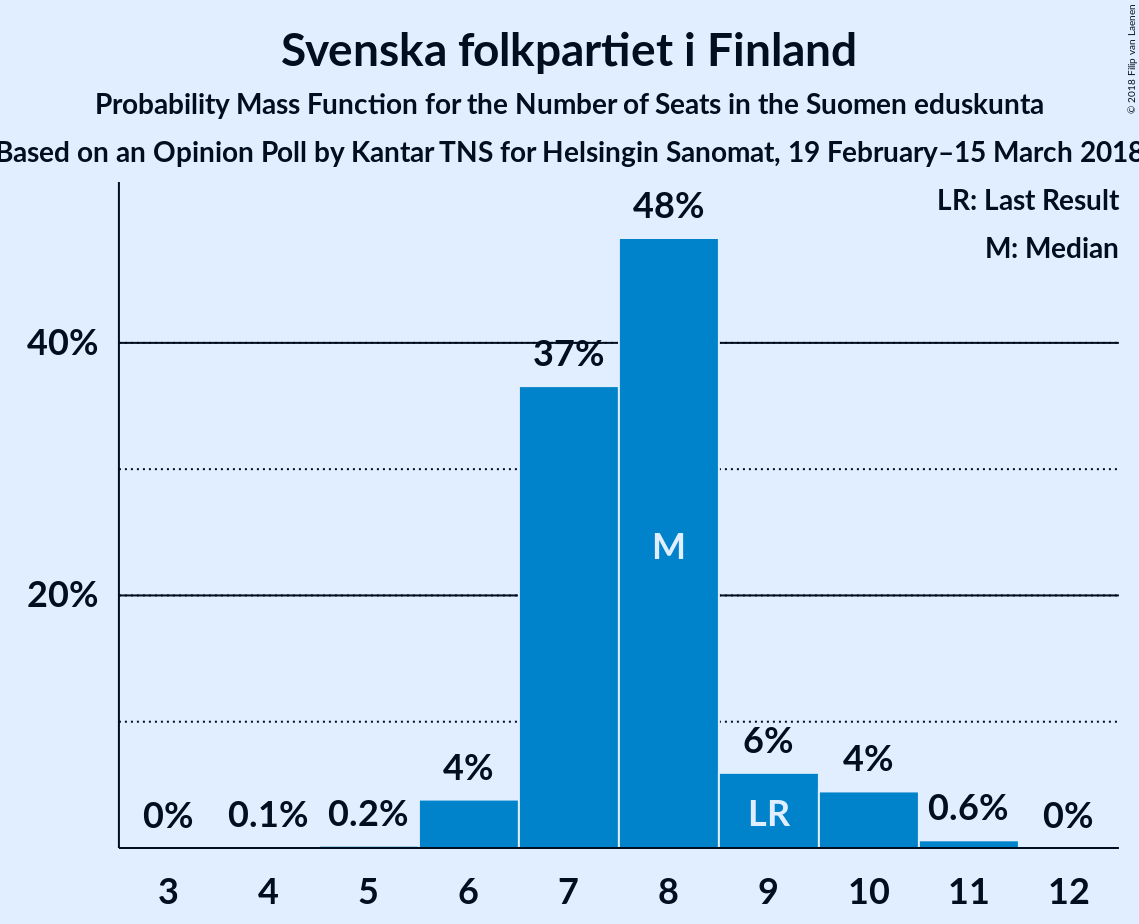 © 2018 Filip van Laenen
Svenska folkpartiet i Finland
Probability Mass Function for the Number of Seats in the Suomen eduskunta
Based on an Opinion Poll by Kantar TNS for Helsingin Sanomat, 19 February–15 March 2018
LR: Last Result
M: Median
48%
40%
37%
M
20%
6%
4%
4%
0%
0.1%
0.2%
LR
0.6%
0%
3 4 5 6 7 8 9 10 11 12